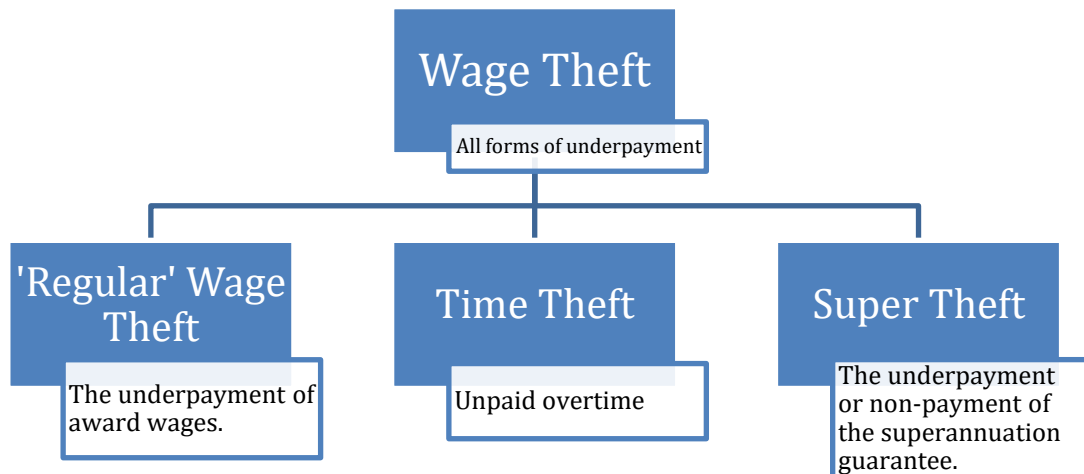 Wage Theft
All forms of underpayment
'Regular' Wage
Theft
The underpayment of
award wages.
Time Theft
Unpaid overtime
Super Theft
The underpayment
or non-payment of
the superannuation
guarantee.